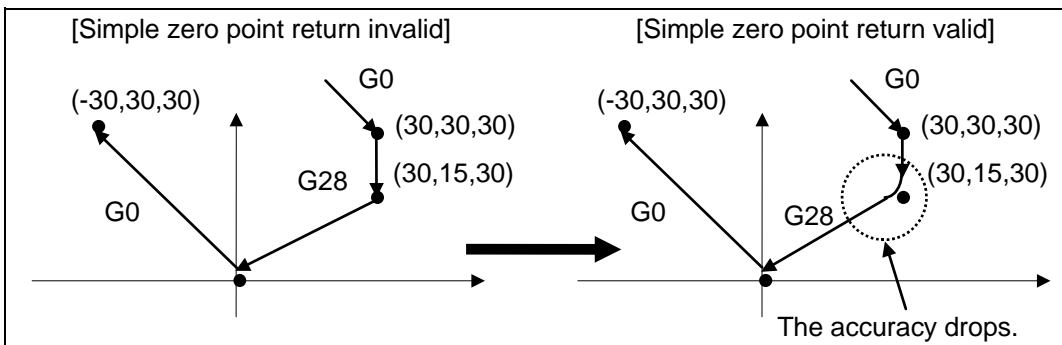 [Simple zero point return invalid]
G0
(-30,30,30)
(30,30,30)
(30,15,30)
G28
G0
[Simple zero point return valid]
G0
(-30,30,30)
(30,30,30)
(30,15,30)
G28
G0
The accuracy drops.